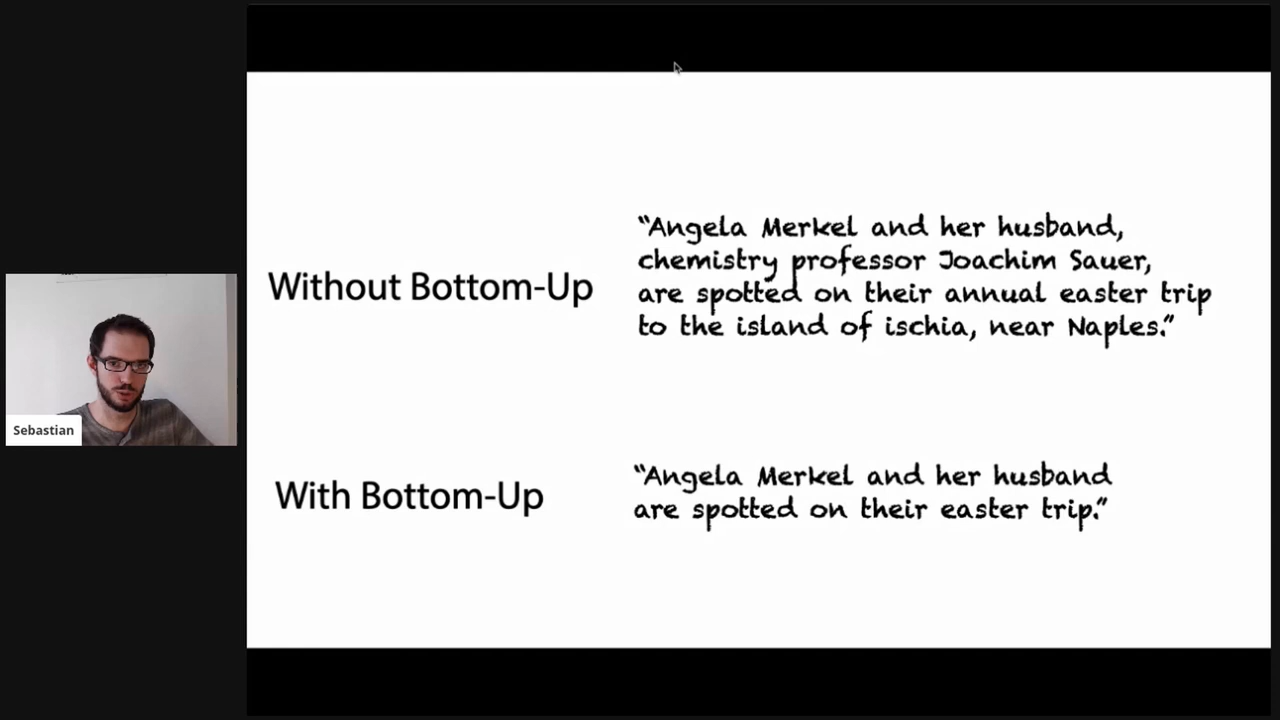 Without Bottom-Up
“Angela Merkel and her husband,
chemistry professor Joachim Sauer,
are spotted on their annual easter trip
to the island of ischia, near Naples.”
With Bottom-Up
“Angela Merkel and her husband
are spotted on their easter trip.”
Sebastian